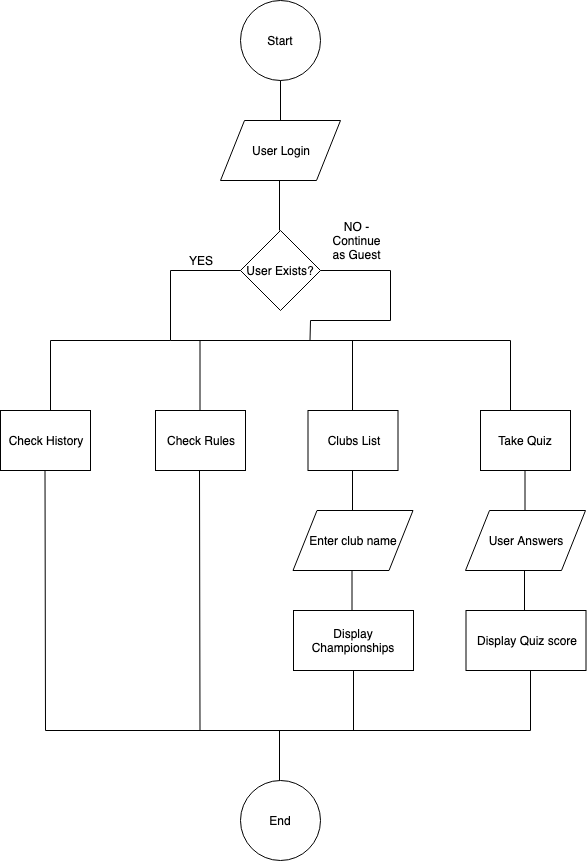 Start
User Login
NO -
Continue
as Guest
YES
User Exists?
Check History
Check Rules
Clubs List
Take Quiz
Enter club name
User Answers
Display
Championships
Display Quiz score
End